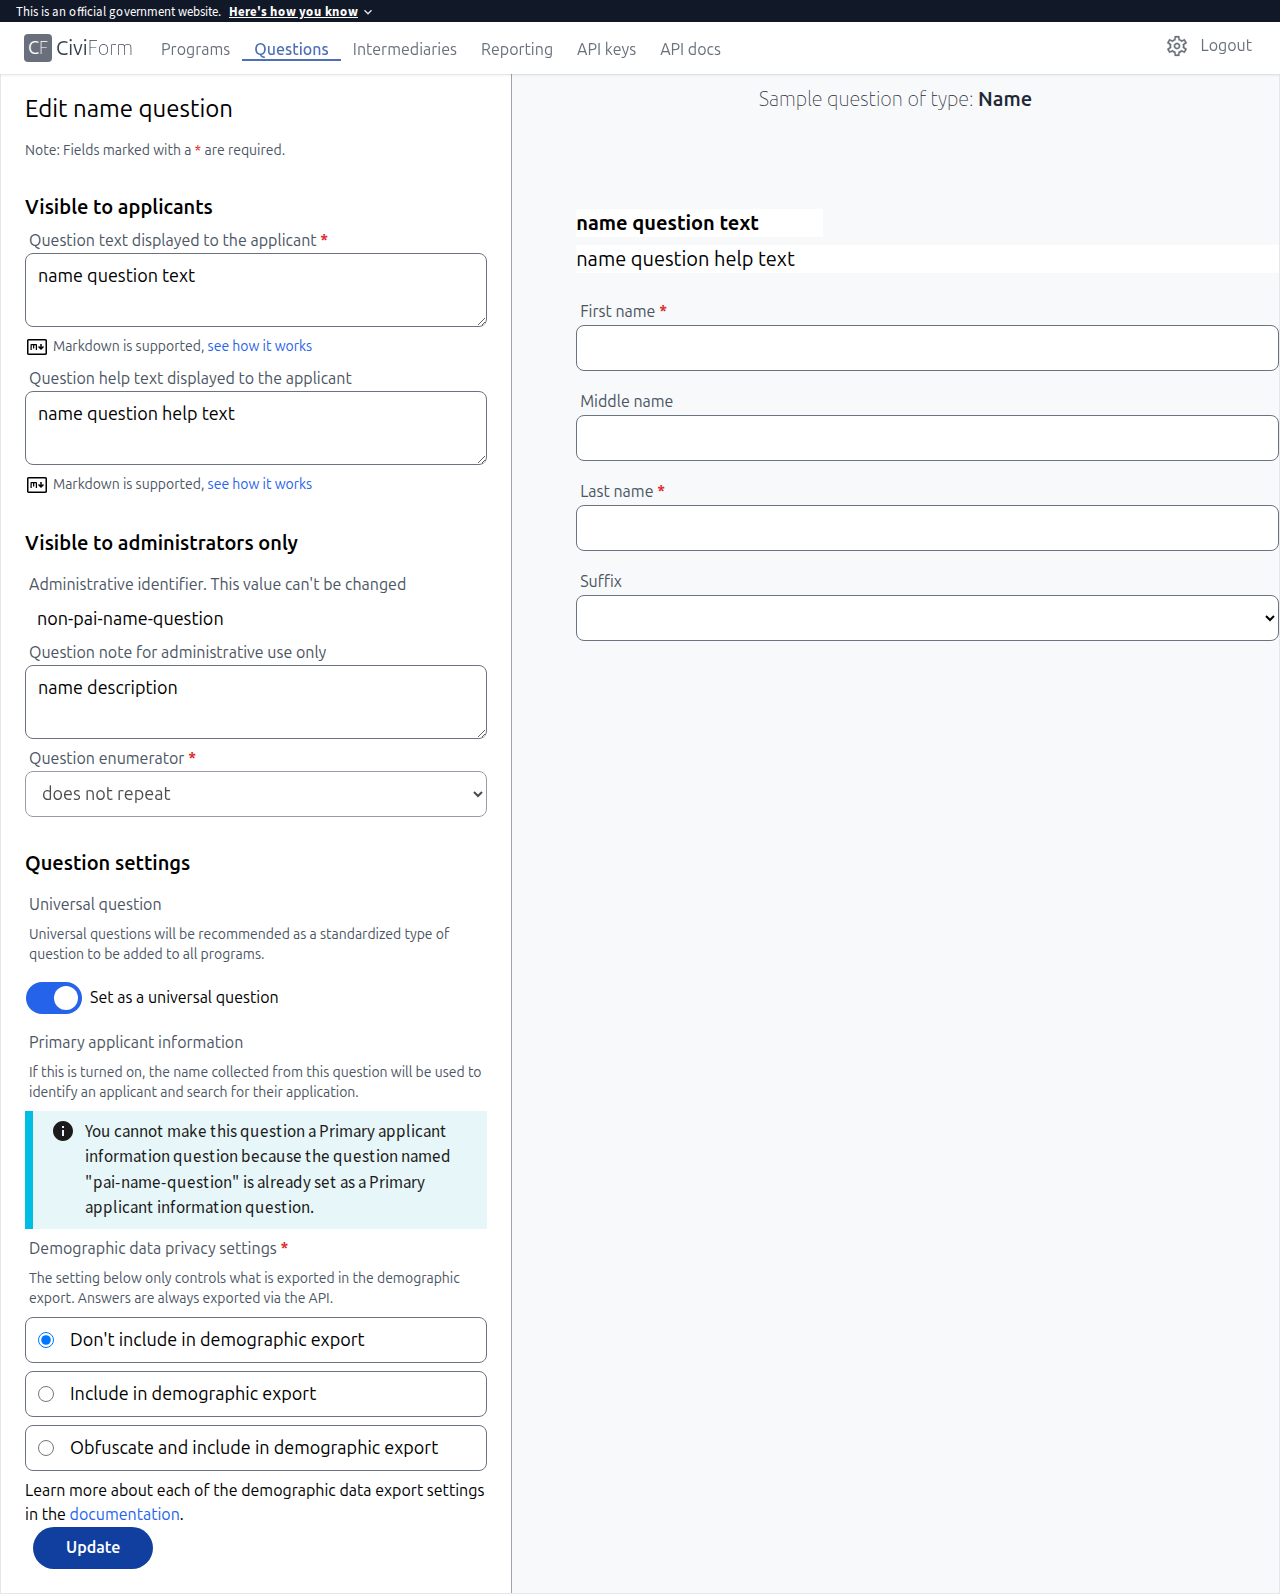 This is an official government website. Here's how you know
CF CiviForm Programs Questions Intermediaries Reporting API keys API docs Logout
Edit name question
Note: Fields marked with a * are required.
Visible to applicants
Question text displayed to the applicant *
name question text
Markdown is supported, see how it works
Question help text displayed to the applicant
name question help text
Markdown is supported, see how it works
Visible to administrators only
Administrative identifier. This value can't be changed
non-pai-name-question
Question note for administrative use only
name description
Question enumerator *
does not repeat
Question settings
Universal question
Universal questions will be recommended as a standardized type of
question to be added to all programs.
Set as a universal question
Primary applicant information
If this is turned on, the name collected from this question will be used to
identify an applicant and search for their application.
You cannot make this question a Primary applicant
information question because the question named
"pai-name-question" is already set as a Primary
applicant information question.
Demographic data privacy settings *
The setting below only controls what is exported in the demographic
export. Answers are always exported via the API.
Don't include in demographic export
Include in demographic export
Obfuscate and include in demographic export
Learn more about each of the demographic data export settings
in the documentation.
Update
Sample question of type: Name
name question text
name question help text
First name *
Middle name
Last name *
Suffix